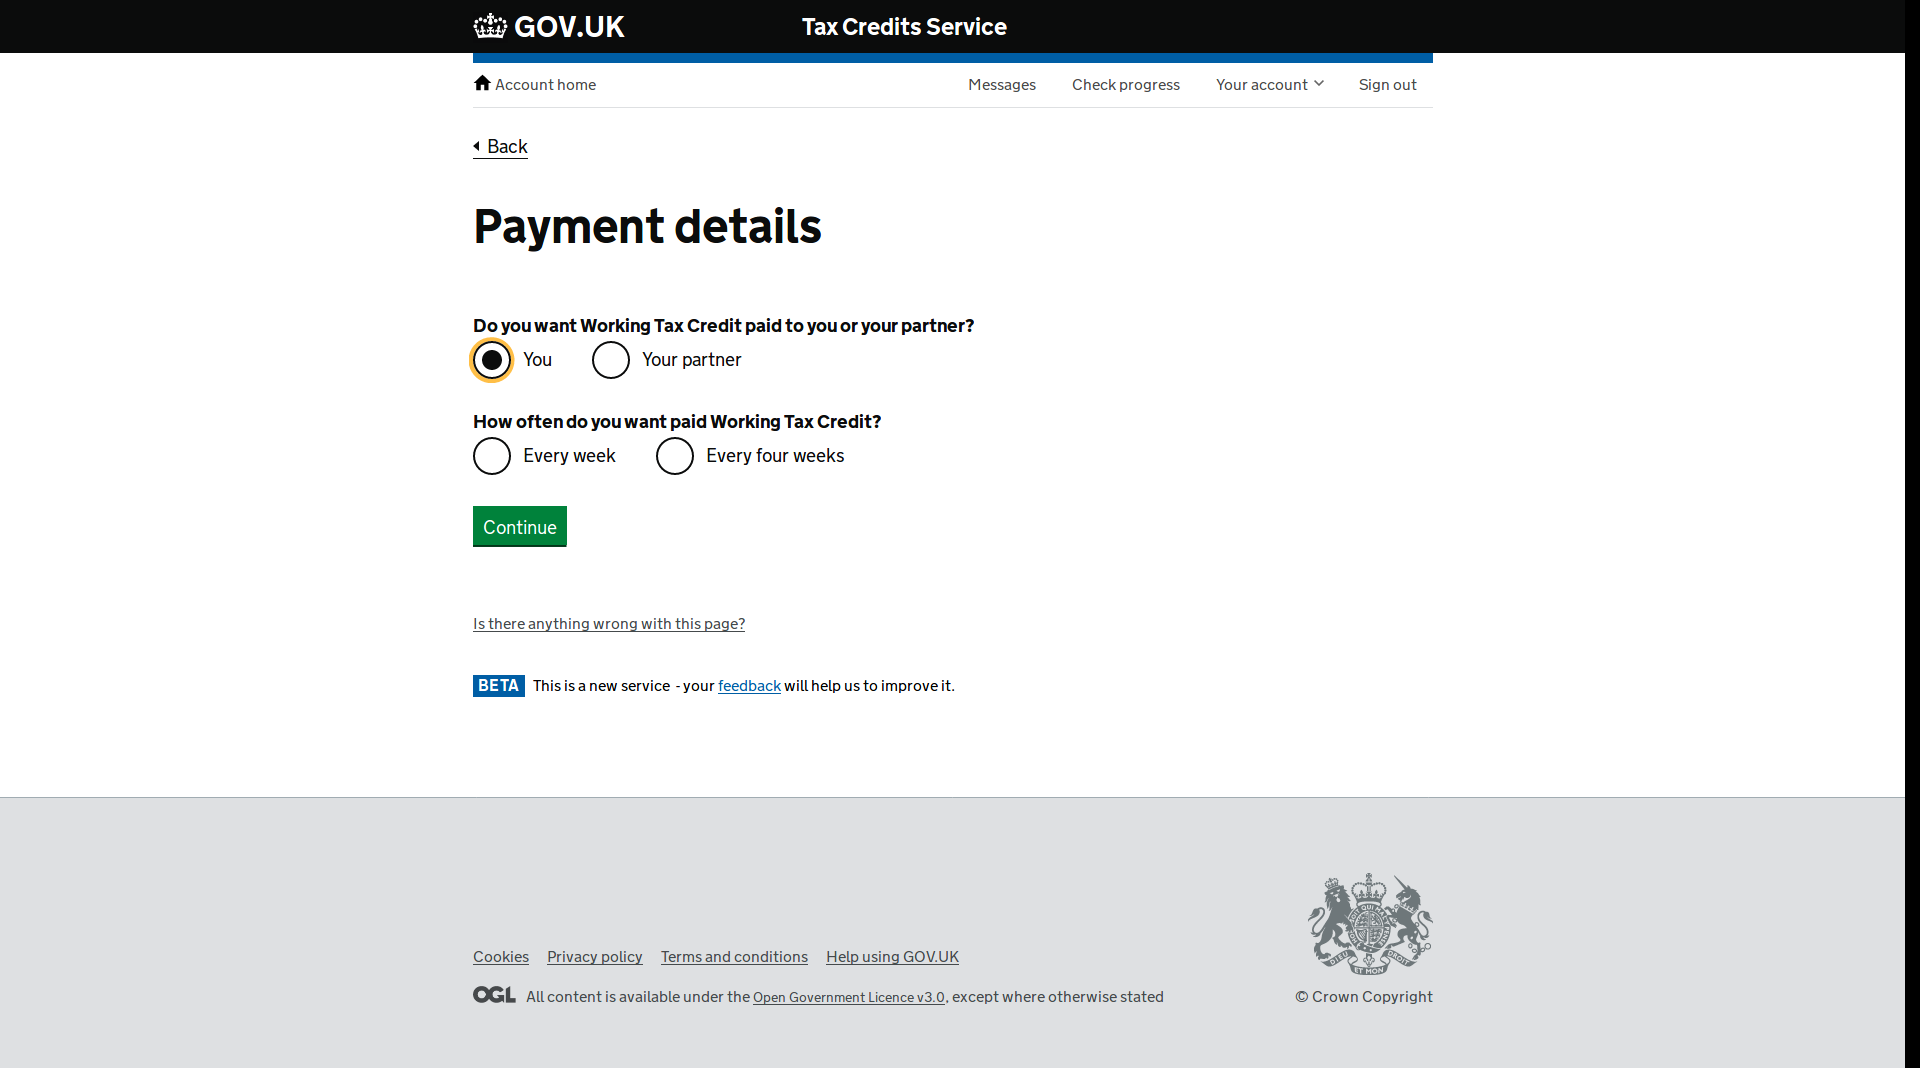 GOV.UK Tax Credits Service
Account home Messages Check progress Your account Sign out
Back
Payment details
Do you want Working Tax Credit paid to you or your partner?
You Your partner
How often do you want paid Working Tax Credit?
Every week Every four weeks
Continue
Is there anything wrong with this page?
BETA This is a new service - your feedback will help us to improve it.
Cookies Privacy policy Terms and conditions Help using GOV.UK
OGL All content is available under the Open Government Licence v3.0, except where otherwise stated
© Crown Copyright